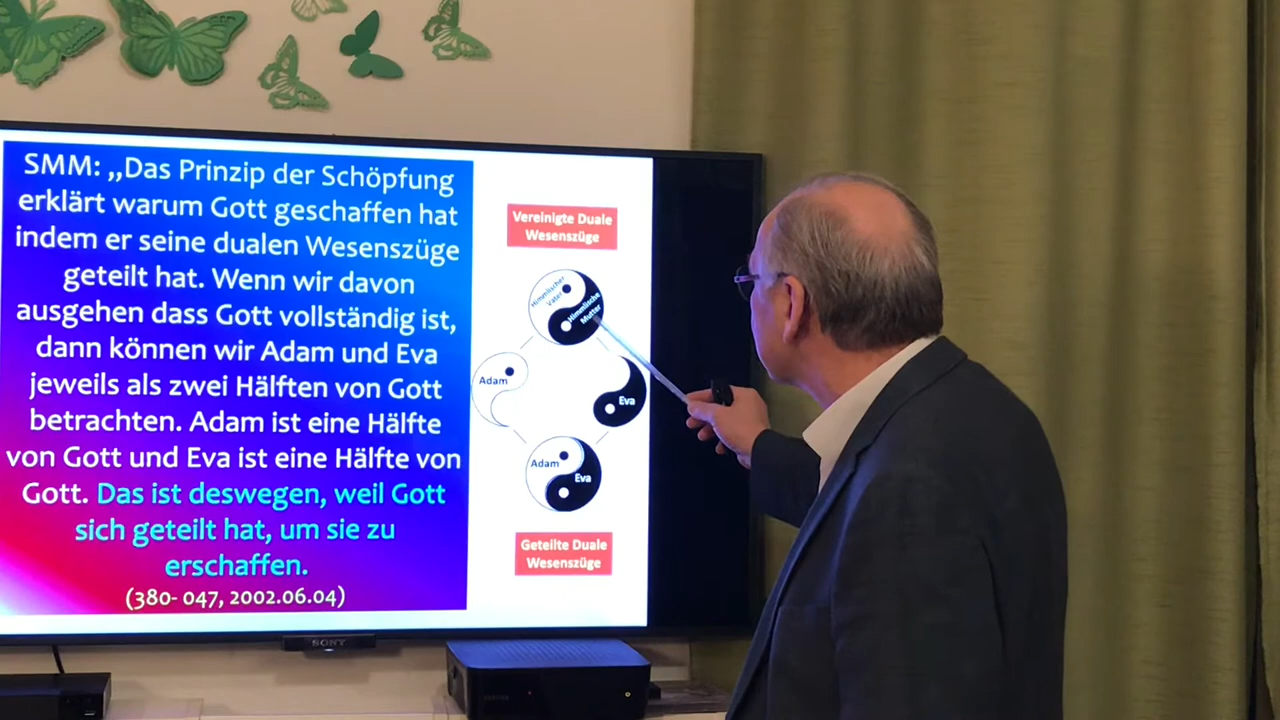 SMM: „Das Prinzip der Schöpfung
erklärt warum Gott geschaffen hat
indem er seine dualen Wesenszüge
geteilt hat. Wenn wir davon
ausgehen dass Gott vollständig ist,
dann können wir Adam und Eva
jeweils als zwei Hälften von Gott
betrachten. Adam ist eine Hälfte
von Gott und Eva ist eine Hälfte von
Gott. Das ist deswegen, weil Gott
sich geteilt hat, um sie zu
erschaffen.
(380- 047, 2002.06.04)
Vereinigte Duale
Wesenszüge
Himmlischer
Vater
Himmlische
Mutter
Adam
Eva
Adam
Eva
Geteilte Duale
Wesenszüge
SONY